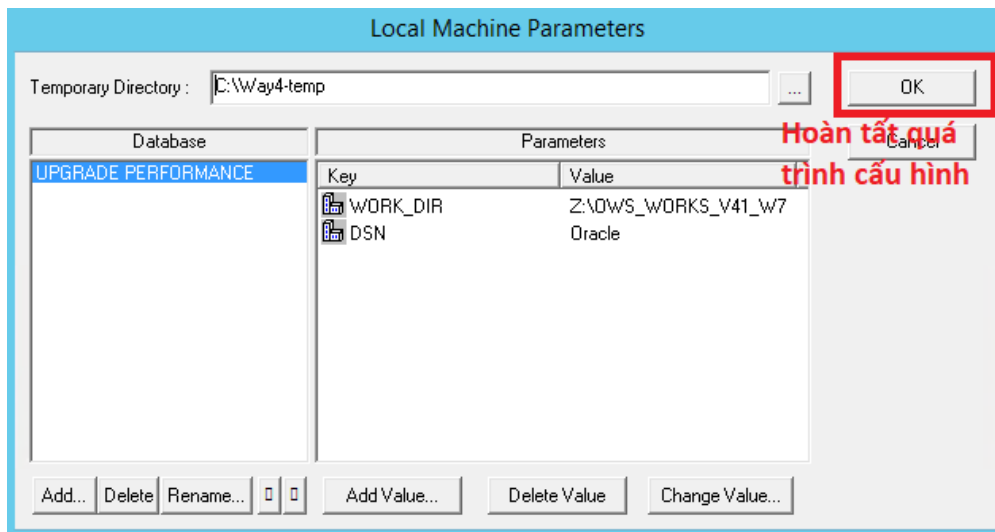 Local Machine Parameters
Temporary Directory : C:\Way4-temp ... OK
Hoàn tất quá trình cấu hình
Cancel
Database
Parameters
UPGRADE PERFORMANCE
Key Value
WORK_DIR Z:\OWS_WORKS_V41_W7
DSN Oracle
Add... Delete Rename... Add Value... Delete Value Change Value...